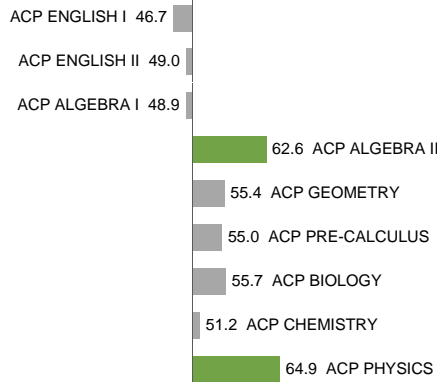 ACP ENGLISH I 46.7
ACP ENGLISH II 49.0
ACP ALGEBRA I 48.9
62.6 ACP ALGEBRA II
55.4 ACP GEOMETRY
55.0 ACP PRE-CALCULUS
55.7 ACP BIOLOGY
51.2 ACP CHEMISTRY
64.9 ACP PHYSICS